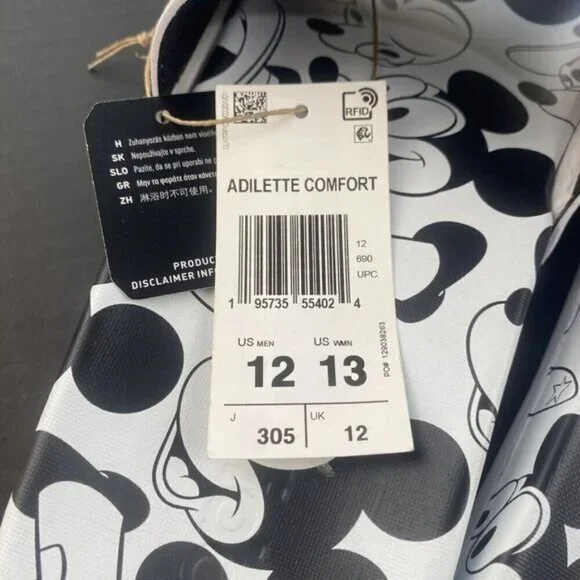 H Zuhanyozás közben nem
SK Nepoužívajte v sprche.
SLO Pazite, da se pri uporabi ne
GR Μην τα φοράτε όταν κάνετε
ZH 淋浴时不可使用。
PRODUC
DISCLAIMER INF
RFID
ADILETTE COMFORT
12
690
UPC
1 95735 55402 4
US MEN US WMN
12 13
PO# 129038263
J 305 UK 12